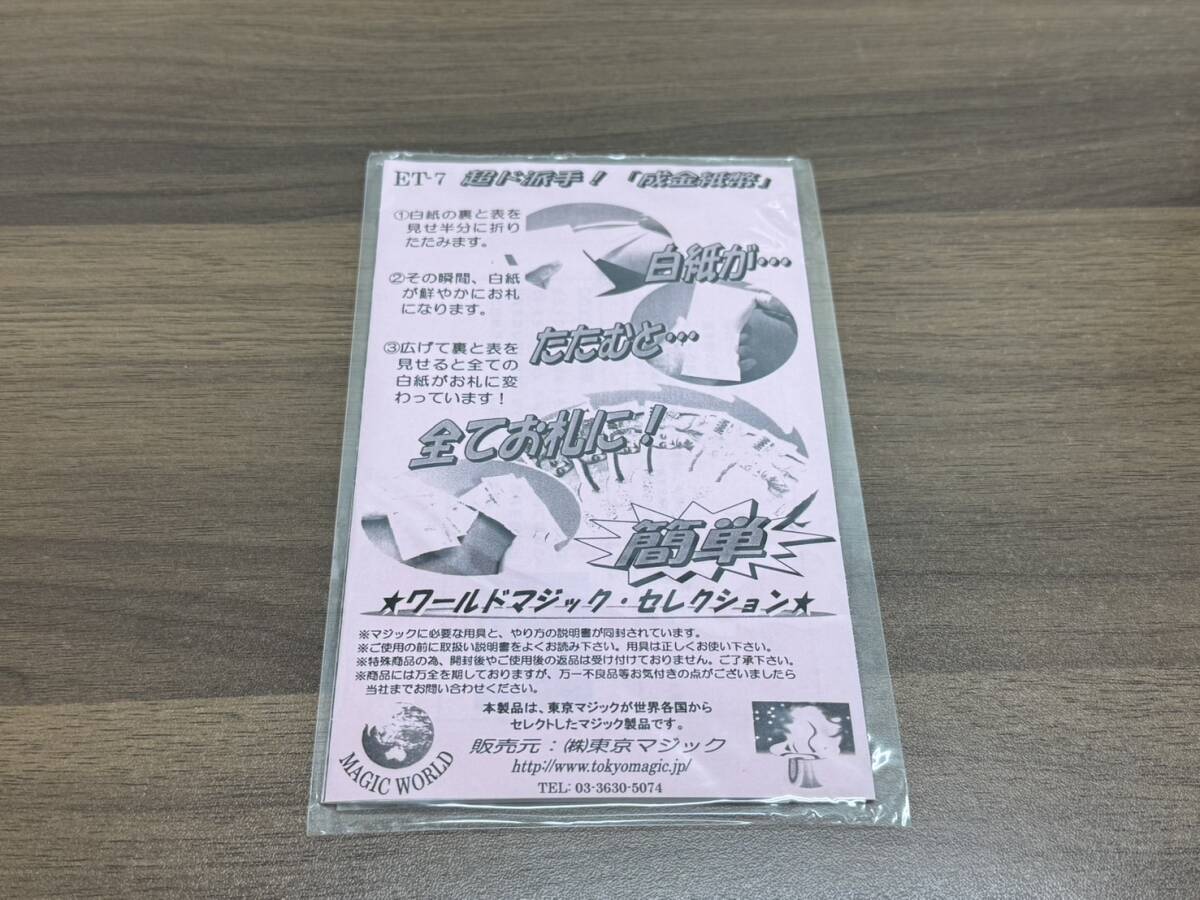 ET-7 超ド派手！「成金紙幣」
①白紙の裏と表を
見せ半分に折り
たたみます。
白紙が…
②その瞬間、白紙
が鮮やかにお札
になります。
たたむと…
③広げて裏と表を
見せると全ての
白紙がお札に変
わっています！
全てお札に！
簡単
★ワールドマジック・セレクション★
※マジックに必要な用具と、やり方の説明書が同封されています。
※ご使用の前に取扱い説明書をよくお読み下さい。用具は正しくお使い下さい。
※特殊商品の為、開封後やご使用後の返品は受け付けておりません。ご了承下さい。
※商品には万全を期しておりますが、万一不良品等お気付きの点がございましたら
当社までお問い合わせください。
本製品は、東京マジックが世界各国から
セレクトしたマジック製品です。
MAGIC WORLD
販売元：㈱東京マジック
http://www.tokyomagic.jp/
TEL: 03-3630-5074